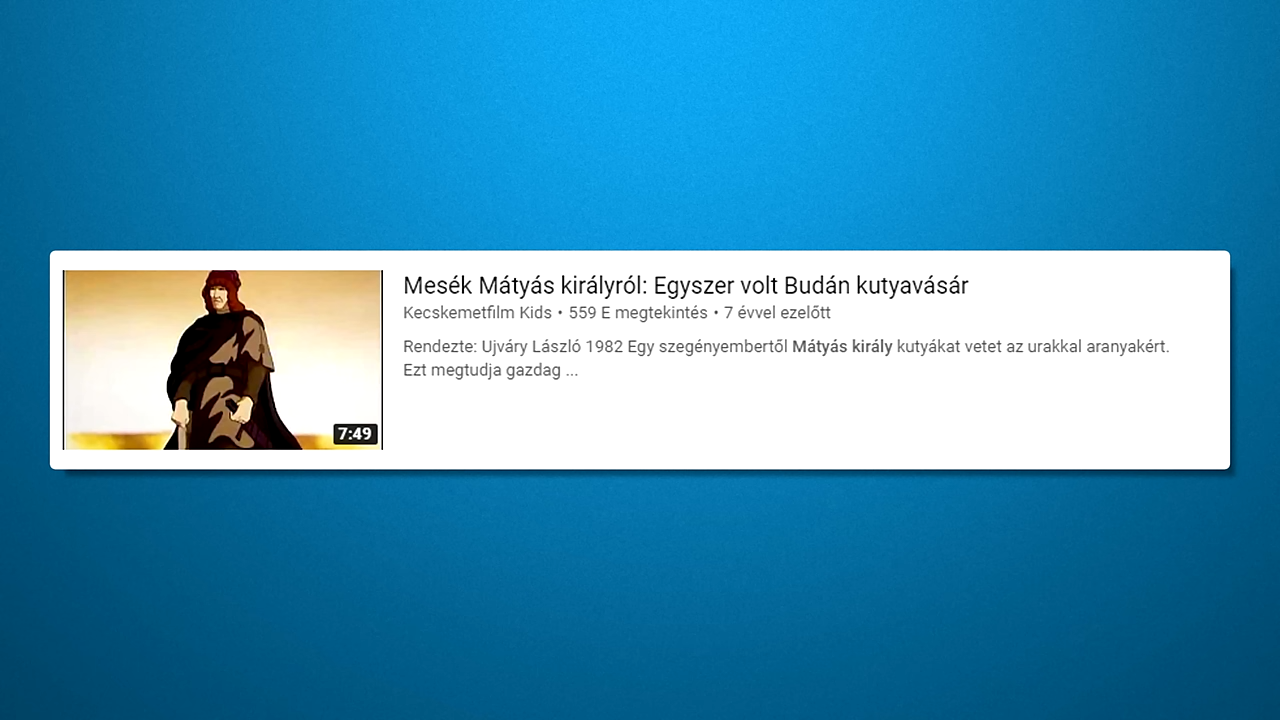 Mesék Mátyás királyról: Egyszer volt Budán kutyavásár
Kecskemetfilm Kids • 559 E megtekintés • 7 évvel ezelőtt
Rendezte: Ujváry László 1982 Egy szegényembertől Mátyás király kutyákat vetet az urakkal aranyakért.
Ezt megtudja gazdag ...
7:49